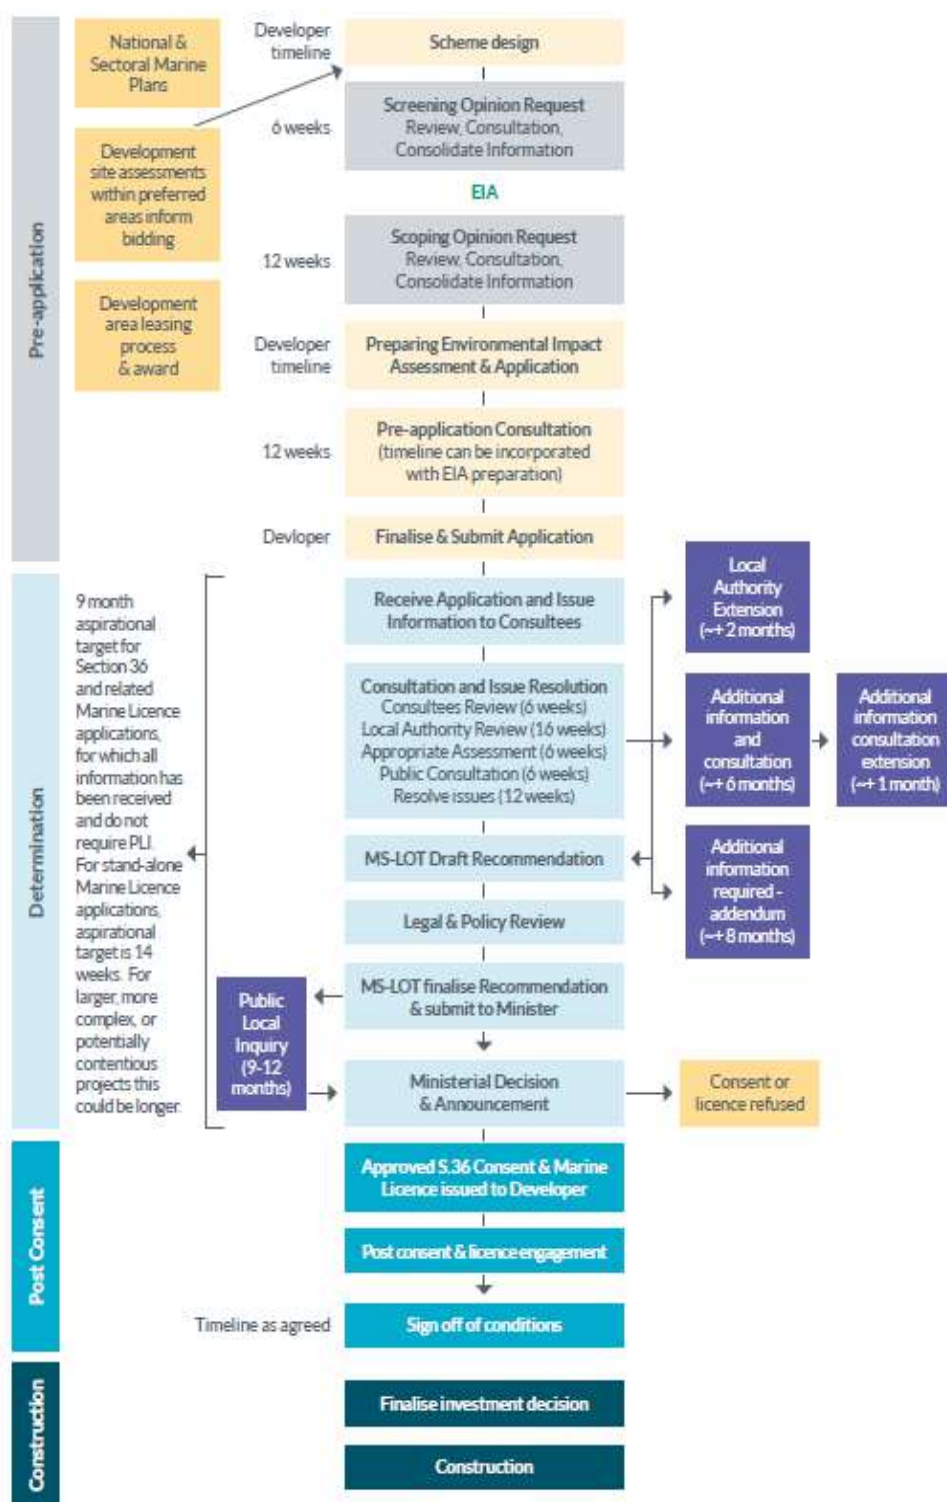 Pre-application
National &
Sectoral Marine
Plans
Development
site assessments
within preferred
areas inform
bidding
Development
area leasing
process
& award
Developer
timeline
Scheme design
6 weeks
Screening Opinion Request
Review, Consultation,
Consolidate Information
EIA
12 weeks
Scoping Opinion Request
Review, Consultation,
Consolidate Information
Developer
timeline
Preparing Environmental Impact
Assessment & Application
12 weeks
Pre-application Consultation
(timeline can be incorporated
with EIA preparation)
Devloper
Finalise & Submit Application
Determination
9 month
aspirational
target for
Section 36
and related
Marine Licence
applications,
for which all
information has
been received
and do not
require PLI.
For stand-alone
Marine Licence
applications,
aspirational
target is 14
weeks. For
larger, more
complex, or
potentially
contentious
projects this
could be longer.
Receive Application and Issue
Information to Consultees
Consultation and Issue Resolution
Consultees Review (6 weeks)
Local Authority Review (16 weeks)
Appropriate Assessment (6 weeks)
Public Consultation (6 weeks)
Resolve issues (12 weeks)
MS-LOT Draft Recommendation
Legal & Policy Review
MS-LOT finalise Recommendation
& submit to Minister
Public
Local
Inquiry
(9-12
months)
Ministerial Decision
& Announcement
Local
Authority
Extension
(~+ 2 months)
Additional
information
and
consultation
(~+ 6 months)
Additional
information
consultation
extension
(~+ 1 month)
Additional
information
required -
addendum
(~+ 8 months)
Consent or
licence refused
Post Consent
Approved S.36 Consent & Marine
Licence issued to Developer
Post consent & licence engagement
Timeline as agreed
Sign off of conditions
Construction
Finalise investment decision
Construction